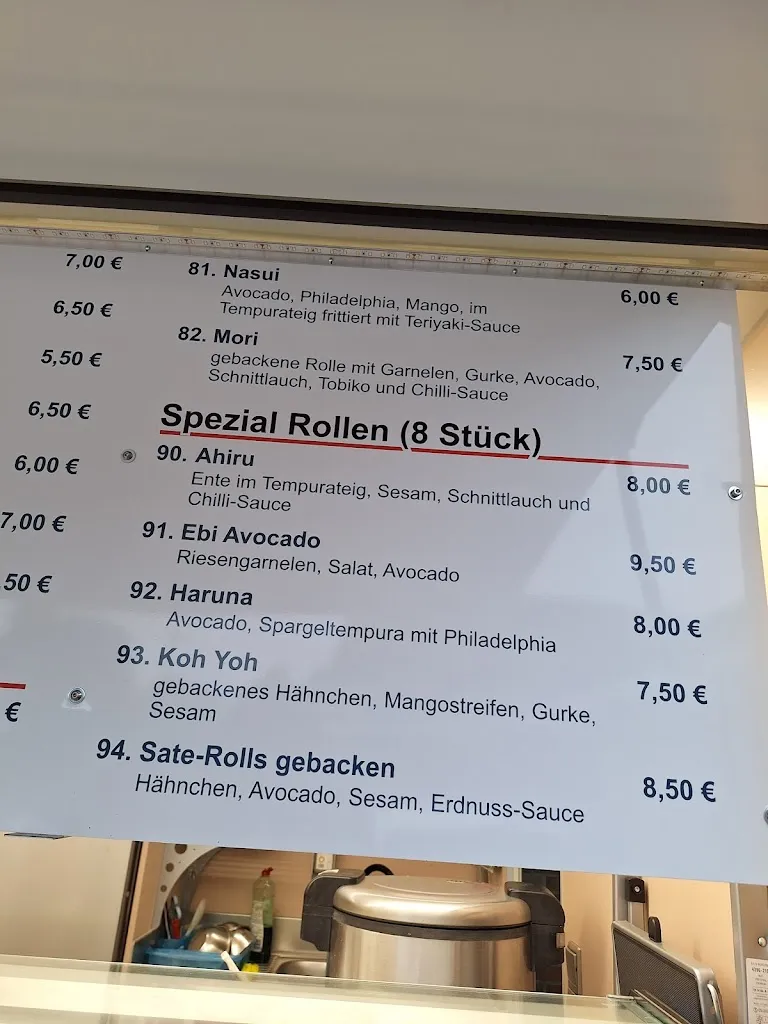 7,00 €
6,50 €
5,50 €
6,50 €
6,00 €
7,00 €
,50 €
€
81. Nasui
6,00 €
Avocado, Philadelphia, Mango, im
Tempurateig frittiert mit Teriyaki-Sauce
82. Mori
7,50 €
gebackene Rolle mit Garnelen, Gurke, Avocado,
Schnittlauch, Tobiko und Chilli-Sauce
Spezial Rollen (8 Stück)
90. Ahiru
8,00 €
Ente im Tempurateig, Sesam, Schnittlauch und
Chilli-Sauce
91. Ebi Avocado
9,50 €
Riesengarnelen, Salat, Avocado
92. Haruna
8,00 €
Avocado, Spargeltempura mit Philadelphia
93. Koh Yoh
7,50 €
gebackenes Hähnchen, Mangostreifen, Gurke,
Sesam
94. Sate-Rolls gebacken
8,50 €
Hähnchen, Avocado, Sesam, Erdnuss-Sauce